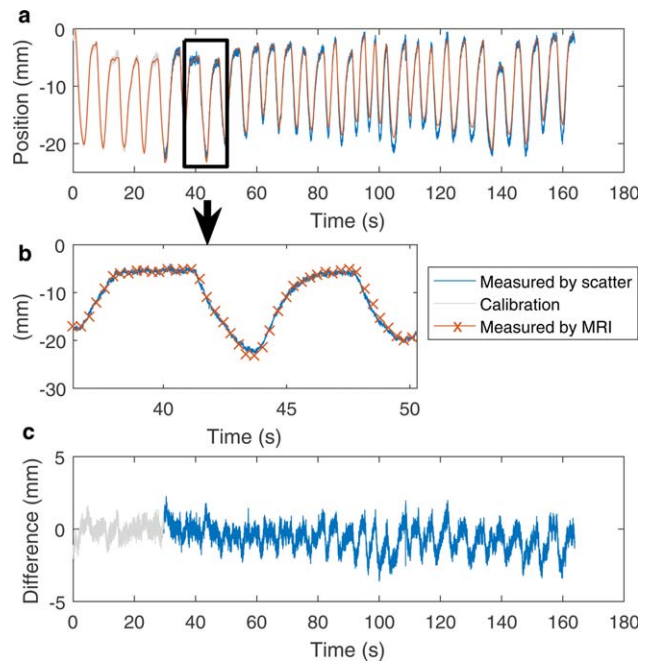 a
Position (mm)
0
-10
-20
0 20 40 60 80 100 120 140 160 180
Time (s)
b
(mm)
0
-10
-20
-30
40 45 50
Time (s)
Measured by scatter
Calibration
Measured by MRI
c
Difference (mm)
5
0
-5
0 20 40 60 80 100 120 140 160 180
Time (s)